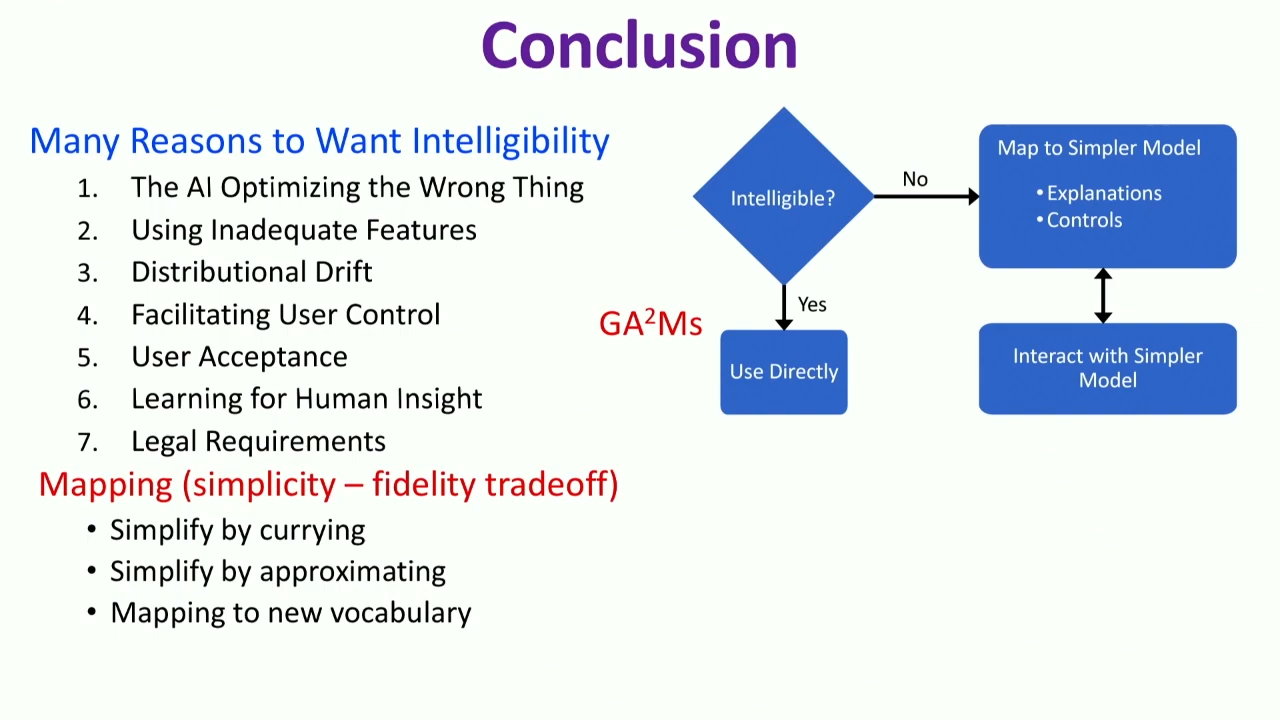 Conclusion
Many Reasons to Want Intelligibility
1. The AI Optimizing the Wrong Thing
2. Using Inadequate Features
3. Distributional Drift
4. Facilitating User Control
5. User Acceptance
6. Learning for Human Insight
7. Legal Requirements
Mapping (simplicity – fidelity tradeoff)
• Simplify by currying
• Simplify by approximating
• Mapping to new vocabulary
Intelligible?
No
Map to Simpler Model
• Explanations
• Controls
Yes
GA²Ms
Use Directly
Interact with Simpler
Model